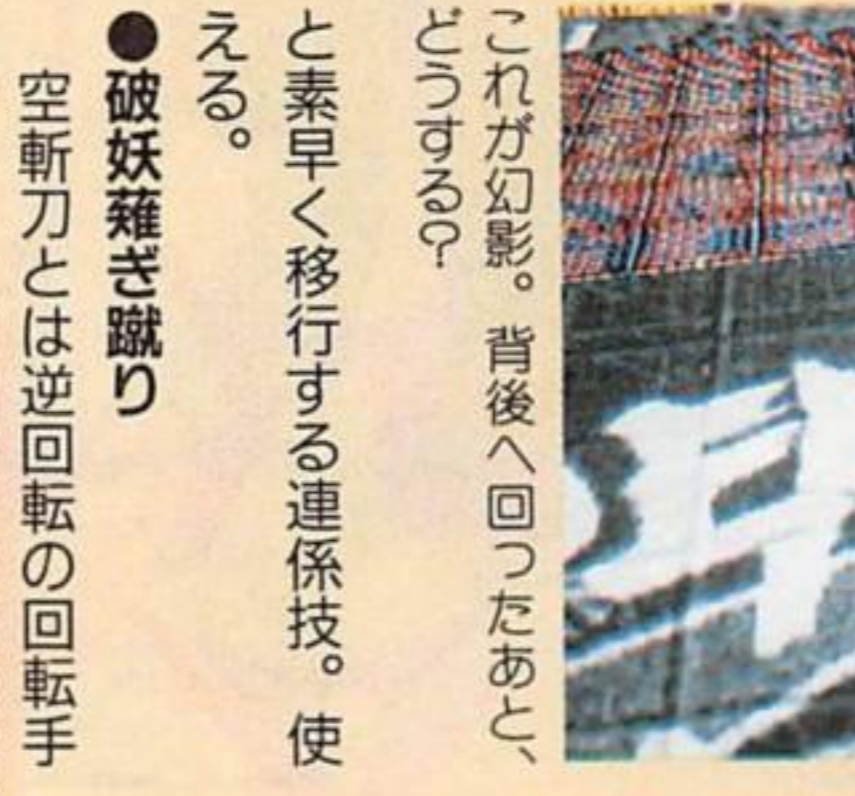 これが幻影。背後へ回ったあと、
どうする？
と素早く移行する連係技。使
える。
●破妖薙ぎ蹴り
空斬刀とは逆回転の回転手